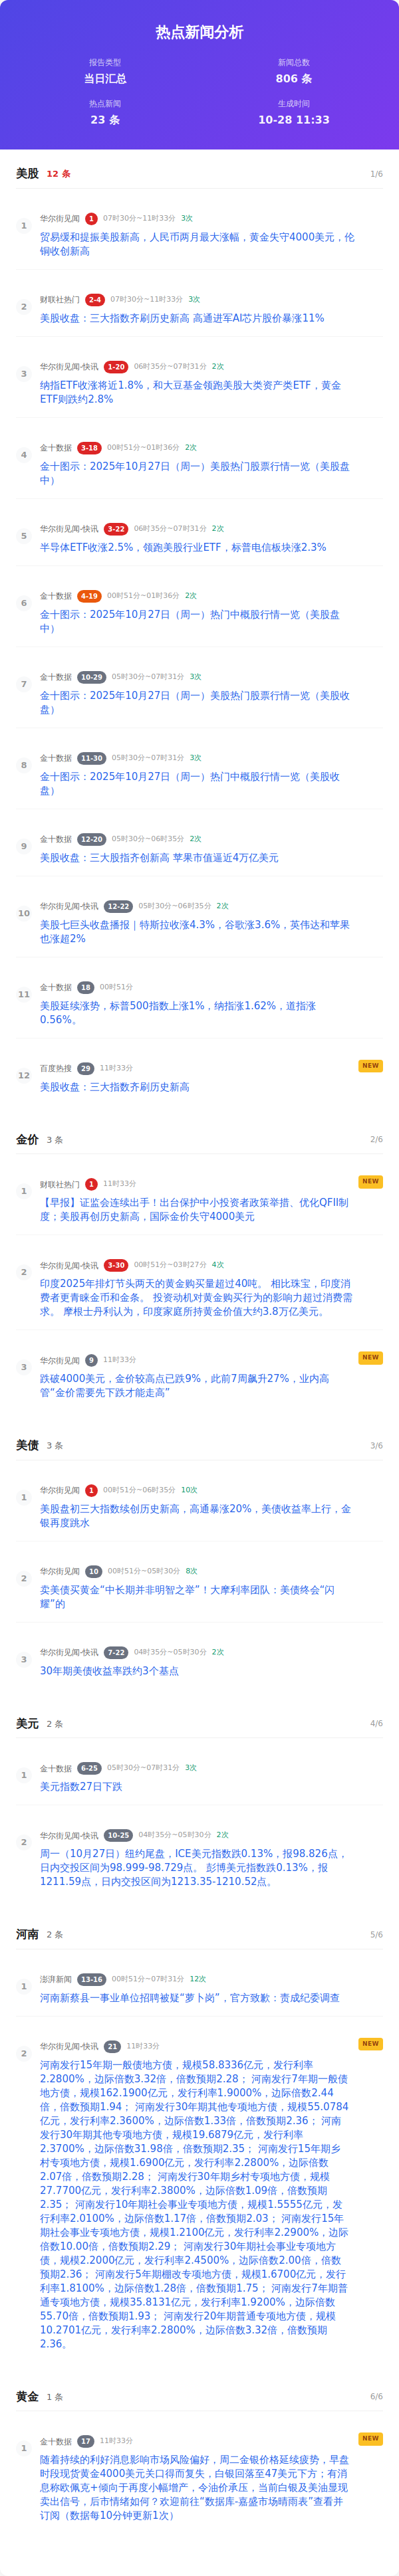 热点新闻分析
报告类型
新闻总数
当日汇总
806 条
热点新闻
生成时间
23 条
10-28 11:33
美股 12 条 1/6
1
华尔街见闻 1 07时30分~11时33分 3次
贸易缓和提振美股新高，人民币两月最大涨幅，黄金失守4000美元，伦
铜收创新高
2
财联社热门 2-4 07时30分~11时33分 3次
美股收盘：三大指数齐刷历史新高 高通进军AI芯片股价暴涨11%
3
华尔街见闻-快讯 1-20 06时35分~07时31分 2次
纳指ETF收涨将近1.8%，和大豆基金领跑美股大类资产类ETF，黄金
ETF则跌约2.8%
4
金十数据 3-18 00时51分~01时36分 2次
金十图示：2025年10月27日（周一）美股热门股票行情一览（美股盘
中）
5
华尔街见闻-快讯 3-22 06时35分~07时31分 2次
半导体ETF收涨2.5%，领跑美股行业ETF，标普电信板块涨2.3%
6
金十数据 4-19 00时51分~01时36分 2次
金十图示：2025年10月27日（周一）热门中概股行情一览（美股盘
中）
7
金十数据 10-29 05时30分~07时31分 3次
金十图示：2025年10月27日（周一）美股热门股票行情一览（美股收
盘）
8
金十数据 11-30 05时30分~07时31分 3次
金十图示：2025年10月27日（周一）热门中概股行情一览（美股收
盘）
9
金十数据 12-20 05时30分~06时35分 2次
美股收盘：三大股指齐创新高 苹果市值逼近4万亿美元
10
华尔街见闻-快讯 12-22 05时30分~06时35分 2次
美股七巨头收盘播报｜特斯拉收涨4.3%，谷歌涨3.6%，英伟达和苹果
也涨超2%
11
金十数据 18 00时51分
美股延续涨势，标普500指数上涨1%，纳指涨1.62%，道指涨
0.56%。
12
百度热搜 29 11时33分 NEW
美股收盘：三大指数齐刷历史新高
金价 3 条 2/6
1
财联社热门 1 11时33分 NEW
【早报】证监会连续出手！出台保护中小投资者政策举措、优化QFII制
度；美股再创历史新高，国际金价失守4000美元
2
华尔街见闻-快讯 3-30 00时51分~03时27分 4次
印度2025年排灯节头两天的黄金购买量超过40吨。 相比珠宝，印度消
费者更青睐金币和金条。 投资动机对黄金购买行为的影响力超过消费需
求。 摩根士丹利认为，印度家庭所持黄金价值大约3.8万亿美元。
3
华尔街见闻 9 11时33分 NEW
跌破4000美元，金价较高点已跌9%，此前7周飙升27%，业内高
管“金价需要先下跌才能走高”
美债 3 条 3/6
1
华尔街见闻 1 00时51分~06时35分 10次
美股盘初三大指数续创历史新高，高通暴涨20%，美债收益率上行，金
银再度跳水
2
华尔街见闻 10 00时51分~05时30分 8次
卖美债买黄金“中长期并非明智之举”！大摩利率团队：美债终会“闪
耀”的
3
华尔街见闻-快讯 7-22 04时35分~05时30分 2次
30年期美债收益率跌约3个基点
美元 2 条 4/6
1
金十数据 6-25 05时30分~07时31分 3次
美元指数27日下跌
2
华尔街见闻-快讯 10-25 04时35分~05时30分 2次
周一（10月27日）纽约尾盘，ICE美元指数跌0.13%，报98.826点，
日内交投区间为98.999-98.729点。 彭博美元指数跌0.13%，报
1211.59点，日内交投区间为1213.35-1210.52点。
河南 2 条 5/6
1
澎湃新闻 13-16 00时51分~07时31分 12次
河南新蔡县一事业单位招聘被疑“萝卜岗”，官方致歉：责成纪委调查
2
华尔街见闻-快讯 21 11时33分 NEW
河南发行15年期一般债地方债，规模58.8336亿元，发行利率
2.2800%，边际倍数3.32倍，倍数预期2.28； 河南发行7年期一般债
地方债，规模162.1900亿元，发行利率1.9000%，边际倍数2.44
倍，倍数预期1.94； 河南发行30年期其他专项地方债，规模55.0784
亿元，发行利率2.3600%，边际倍数1.33倍，倍数预期2.36； 河南
发行30年期其他专项地方债，规模19.6879亿元，发行利率
2.3700%，边际倍数31.98倍，倍数预期2.35； 河南发行15年期乡
村专项地方债，规模1.6900亿元，发行利率2.2800%，边际倍数
2.07倍，倍数预期2.28； 河南发行30年期乡村专项地方债，规模
27.7700亿元，发行利率2.3800%，边际倍数1.09倍，倍数预期
2.35； 河南发行10年期社会事业专项地方债，规模1.5555亿元，发
行利率2.0100%，边际倍数1.17倍，倍数预期2.03； 河南发行15年
期社会事业专项地方债，规模1.2100亿元，发行利率2.2900%，边际
倍数10.00倍，倍数预期2.29； 河南发行30年期社会事业专项地方
债，规模2.2000亿元，发行利率2.4500%，边际倍数2.00倍，倍数
预期2.36； 河南发行5年期棚改专项地方债，规模1.6700亿元，发行
利率1.8100%，边际倍数1.28倍，倍数预期1.75； 河南发行7年期普
通专项地方债，规模35.8131亿元，发行利率1.9200%，边际倍数
55.70倍，倍数预期1.93； 河南发行20年期普通专项地方债，规模
10.2701亿元，发行利率2.2800%，边际倍数3.32倍，倍数预期
2.36。
黄金 1 条 6/6
1
金十数据 17 11时33分 NEW
随着持续的利好消息影响市场风险偏好，周二金银价格延续疲势，早盘
时段现货黄金4000美元关口得而复失，白银回落至47美元下方；有消
息称欧佩克+倾向于再度小幅增产，令油价承压，当前白银及美油显现
卖出信号，后市情绪如何？欢迎前往“数据库-嘉盛市场晴雨表”查看并
订阅（数据每10分钟更新1次）